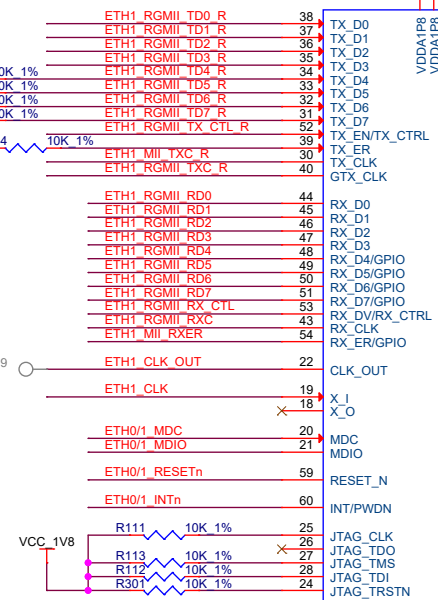 VDDA1P8
VDDA1P8
ETH1_RGMII_TD0_R 38 TX_D0
ETH1_RGMII_TD1_R 37 TX_D1
ETH1_RGMII_TD2_R 36 TX_D2
ETH1_RGMII_TD3_R 35 TX_D3
0K_1% ETH1_RGMII_TD4_R 34 TX_D4
0K_1% ETH1_RGMII_TD5_R 33 TX_D5
0K_1% ETH1_RGMII_TD6_R 32 TX_D6
0K_1% ETH1_RGMII_TD7_R 31 TX_D7
ETH1_RGMII_TX_CTL_R 52 TX_EN/TX_CTRL
4 10K_1% 39 TX_ER
ETH1_MII_TXC_R 30 TX_CLK
ETH1_RGMII_TXC_R 40 GTX_CLK
ETH1_RGMII_RD0 44 RX_D0
ETH1_RGMII_RD1 45 RX_D1
ETH1_RGMII_RD2 46 RX_D2
ETH1_RGMII_RD3 47 RX_D3
ETH1_RGMII_RD4 48 RX_D4/GPIO
ETH1_RGMII_RD5 49 RX_D5/GPIO
ETH1_RGMII_RD6 50 RX_D6/GPIO
ETH1_RGMII_RD7 51 RX_D7/GPIO
ETH1_RGMII_RX_CTL 53 RX_DV/RX_CTRL
ETH1_RGMII_RXC 43 RX_CLK
ETH1_MII_RXER 54 RX_ER/GPIO
9 ETH1_CLK_OUT 22 CLK_OUT
ETH1_CLK 19 X_I
18 X_O
ETH0/1_MDC 20 MDC
ETH0/1_MDIO 21 MDIO
ETH0/1_RESETn 59 RESET_N
ETH0/1_INTn 60 INT/PWDN
R111 10K_1% 25 JTAG_CLK
VCC_1V8 26 JTAG_TDO
R113 10K_1% 27 JTAG_TMS
R112 10K_1% 28 JTAG_TDI
R301 10K_1% 24 JTAG_TRSTN